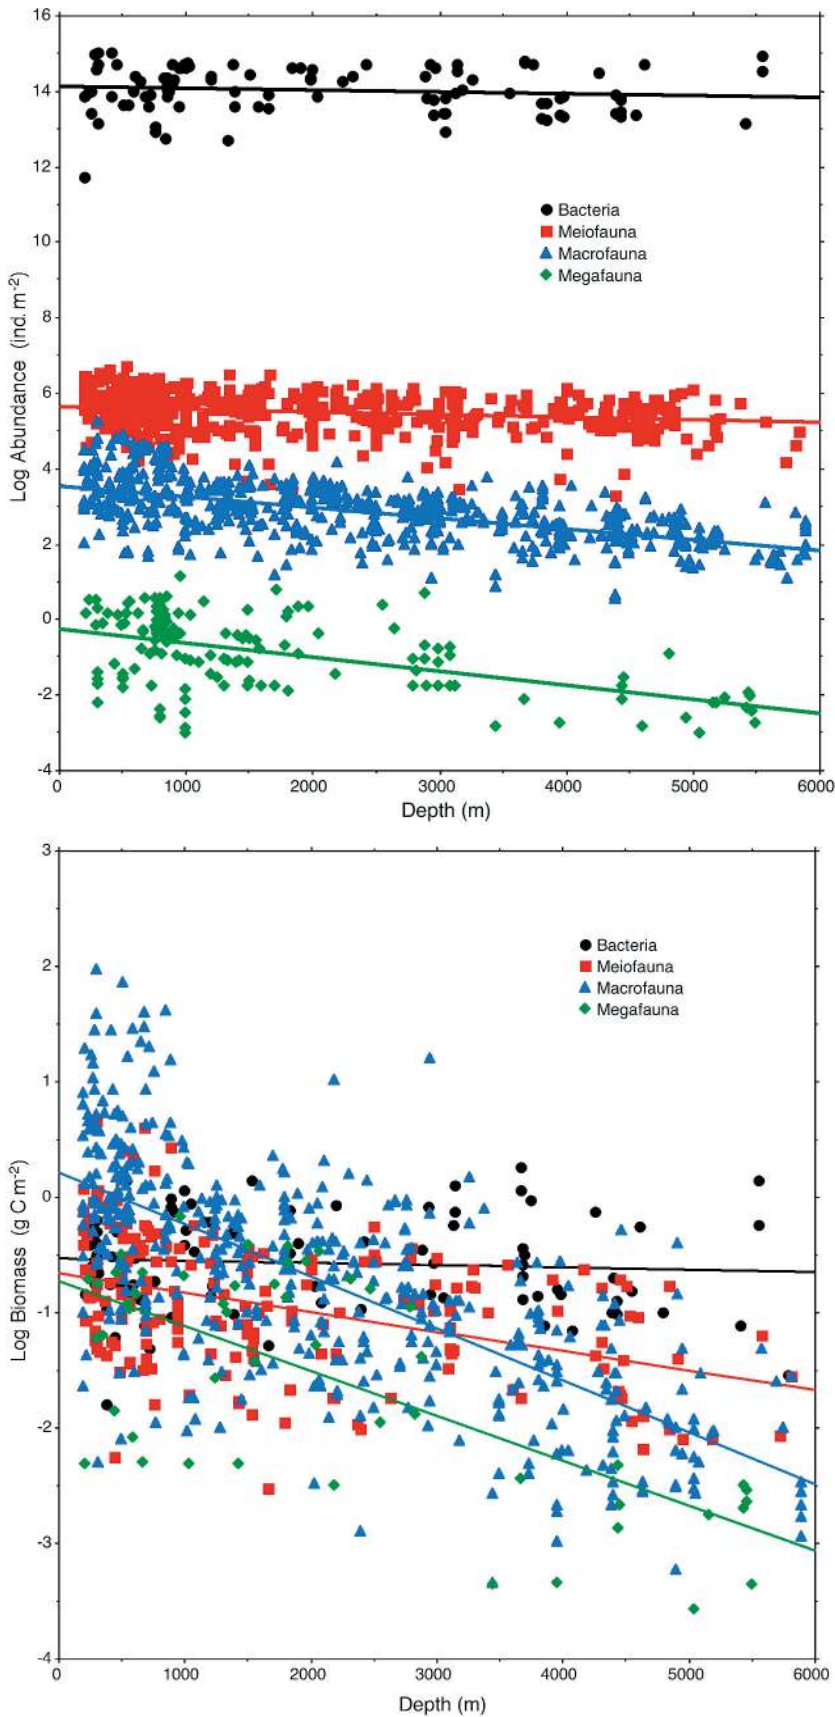 16
14
12
10
8
6
4
2
0
-2
-4
Log Abundance (ind. m-2)
Bacteria
Meiofauna
Macrofauna
Megafauna
0 1000 2000 3000 4000 5000 6000
Depth (m)
3
2
1
0
-1
-2
-3
-4
Log Biomass (g C m-2)
Bacteria
Meiofauna
Macrofauna
Megafauna
0 1000 2000 3000 4000 5000 6000
Depth (m)